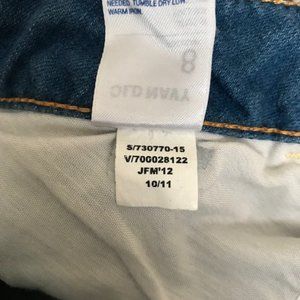 NEEDED. TUMBLE DRY LOW.
WARM IRON.
8
OLD NAVY
S/730770-15
V/700028122
JFM'12
10/11